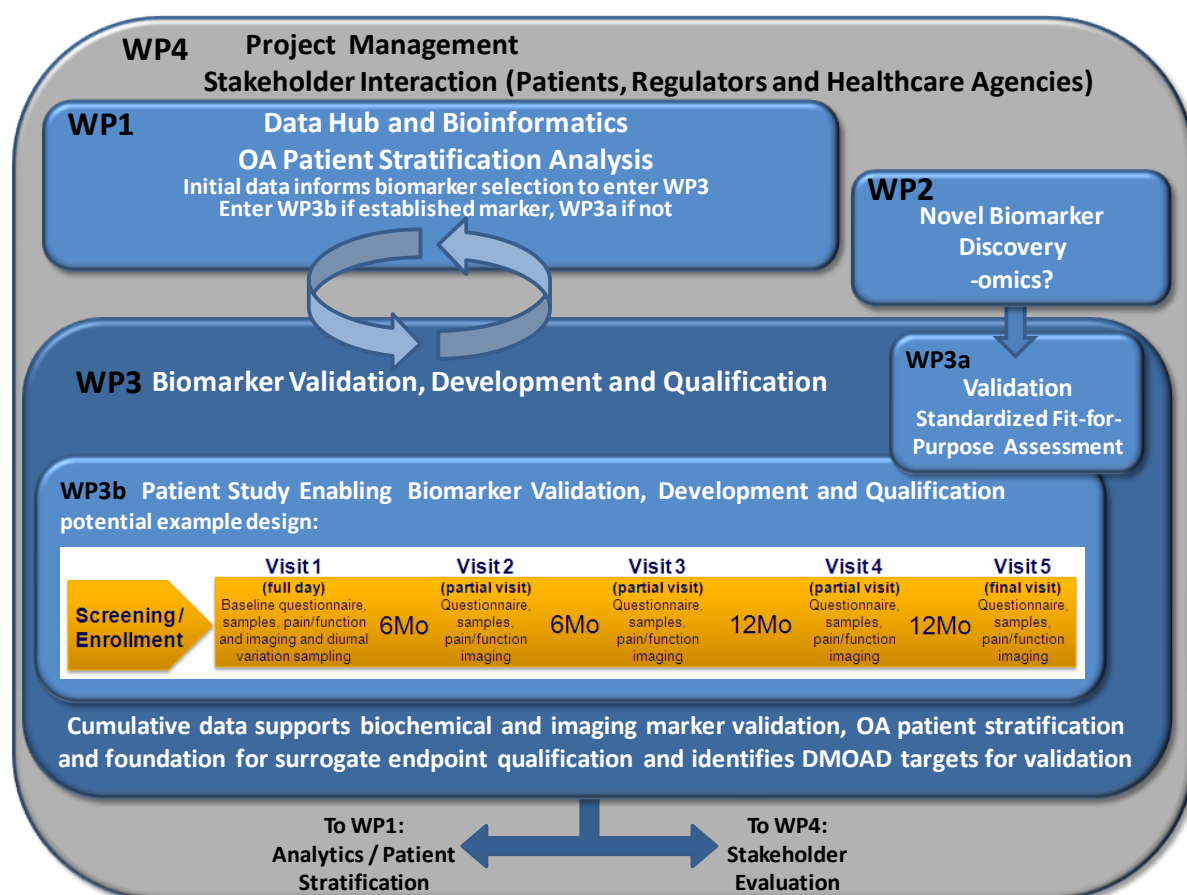 WP4 Project Management
Stakeholder Interaction (Patients, Regulators and Healthcare Agencies)
WP1 Data Hub and Bioinformatics
OA Patient Stratification Analysis
Initial data informs biomarker selection to enter WP3
Enter WP3b if established marker, WP3a if not
WP2
Novel Biomarker
Discovery
-omics?
WP3a
Validation
Standardized Fit-for-
Purpose Assessment
WP3 Biomarker Validation, Development and Qualification
WP3b Patient Study Enabling Biomarker Validation, Development and Qualification
potential example design:
Screening /
Enrollment
Visit 1
(full day)
Baseline questionnaire,
samples, pain/function
and imaging and diurnal
variation sampling
6Mo
Visit 2
(partial visit)
Questionnaire,
samples,
pain/function
imaging
6Mo
Visit 3
(partial visit)
Questionnaire,
samples,
pain/function
imaging
12Mo
Visit 4
(partial visit)
Questionnaire,
samples,
pain/function
imaging
12Mo
Visit 5
(final visit)
Questionnaire,
samples,
pain/function
imaging
Cumulative data supports biochemical and imaging marker validation, OA patient stratification
and foundation for surrogate endpoint qualification and identifies DMOAD targets for validation
To WP1:
Analytics / Patient
Stratification
To WP4:
Stakeholder
Evaluation